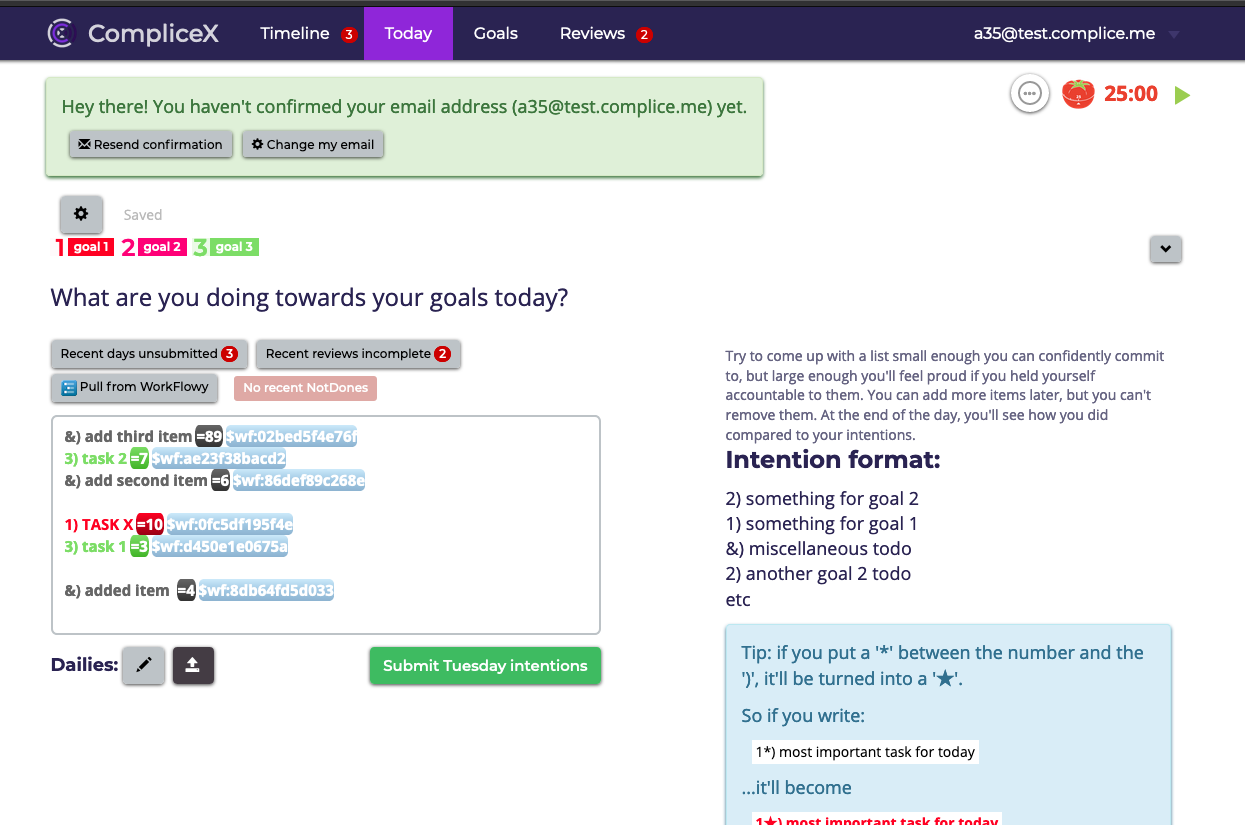 CompliceX Timeline 3 Today Goals Reviews 2 a35@test.complice.me
Hey there! You haven't confirmed your email address (a35@test.complice.me) yet.
Resend confirmation Change my email
25:00
Saved
1 goal 1 2 goal 2 3 goal 3
What are you doing towards your goals today?
Recent days unsubmitted 3 Recent reviews incomplete 2
Pull from WorkFlowy No recent NotDones
&) add third item =89 $wf:02bed5f4e76f
3) task 2 =7 $wf:ae23f38bacd2
&) add second item =6 $wf:86def89c268e
1) TASK X =10 $wf:0fc5df195f4e
3) task 1 =3 $wf:d450e1e0675a
&) added item =4 $wf:8db64fd5d033
Dailies: Submit Tuesday intentions
Try to come up with a list small enough you can confidently commit
to, but large enough you'll feel proud if you held yourself
accountable to them. You can add more items later, but you can't
remove them. At the end of the day, you'll see how you did
compared to your intentions.
Intention format:
2) something for goal 2
1) something for goal 1
&) miscellaneous todo
2) another goal 2 todo
etc
Tip: if you put a '*' between the number and the
')', it'll be turned into a '★'.
So if you write:
1*) most important task for today
...it'll become
1★) most important task for today